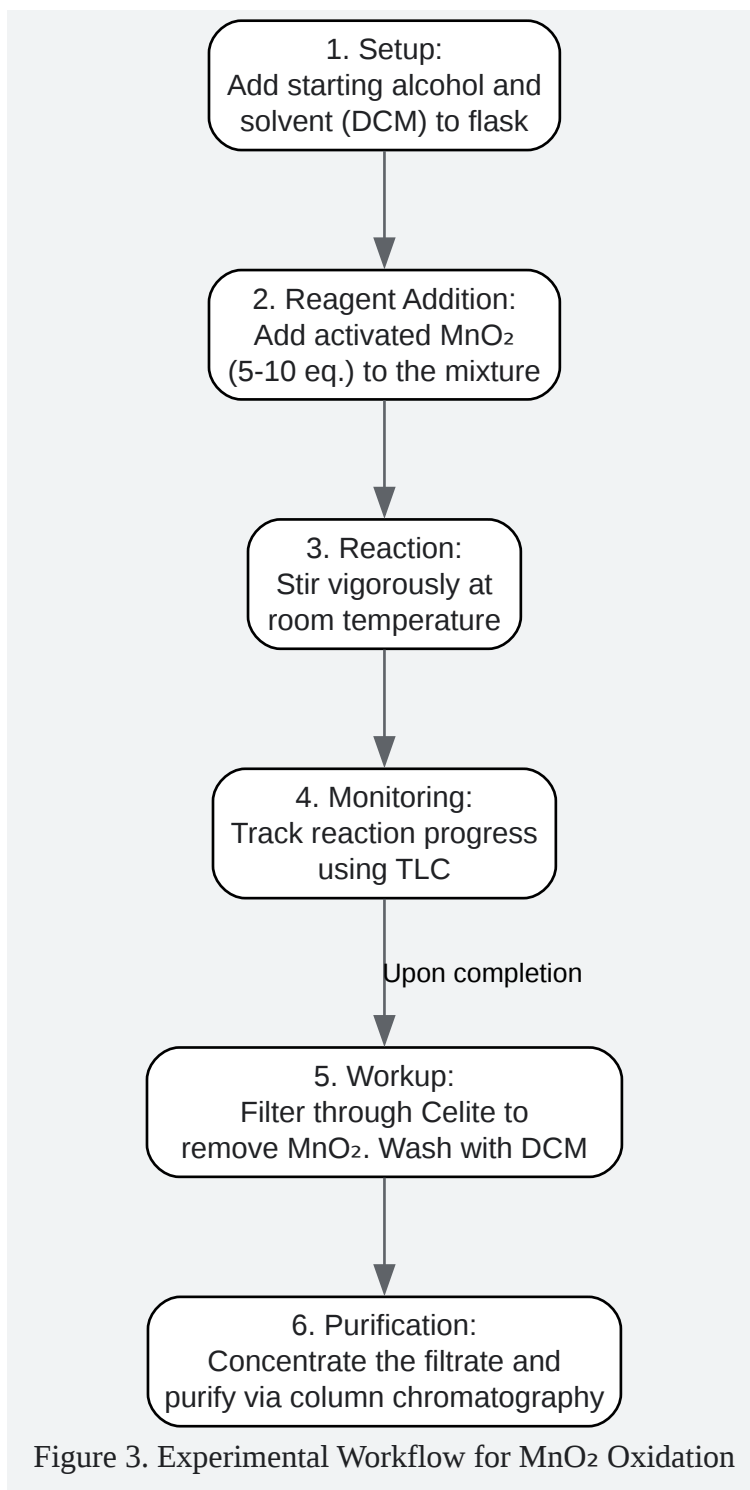 1. Setup:
Add starting alcohol and
solvent (DCM) to flask
2. Reagent Addition:
Add activated MnO₂
(5-10 eq.) to the mixture
3. Reaction:
Stir vigorously at
room temperature
4. Monitoring:
Track reaction progress
using TLC
Upon completion
5. Workup:
Filter through Celite to
remove MnO₂. Wash with DCM
6. Purification:
Concentrate the filtrate and
purify via column chromatography
Figure 3. Experimental Workflow for MnO₂ Oxidation